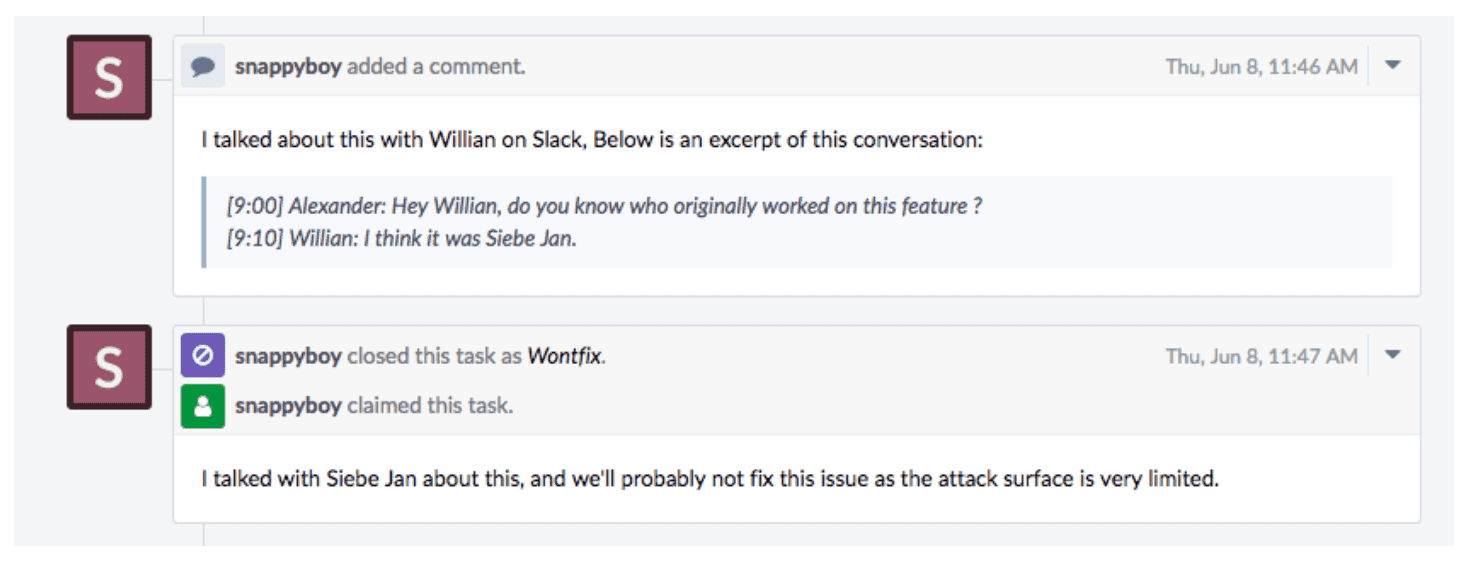 S
snappyboy added a comment.
Thu, Jun 8, 11:46 AM
I talked about this with Willian on Slack, Below is an excerpt of this conversation:
[9:00] Alexander: Hey Willian, do you know who originally worked on this feature ?
[9:10] Willian: I think it was Siebe Jan.
S
snappyboy closed this task as Wontfix.
Thu, Jun 8, 11:47 AM
snappyboy claimed this task.
I talked with Siebe Jan about this, and we'll probably not fix this issue as the attack surface is very limited.